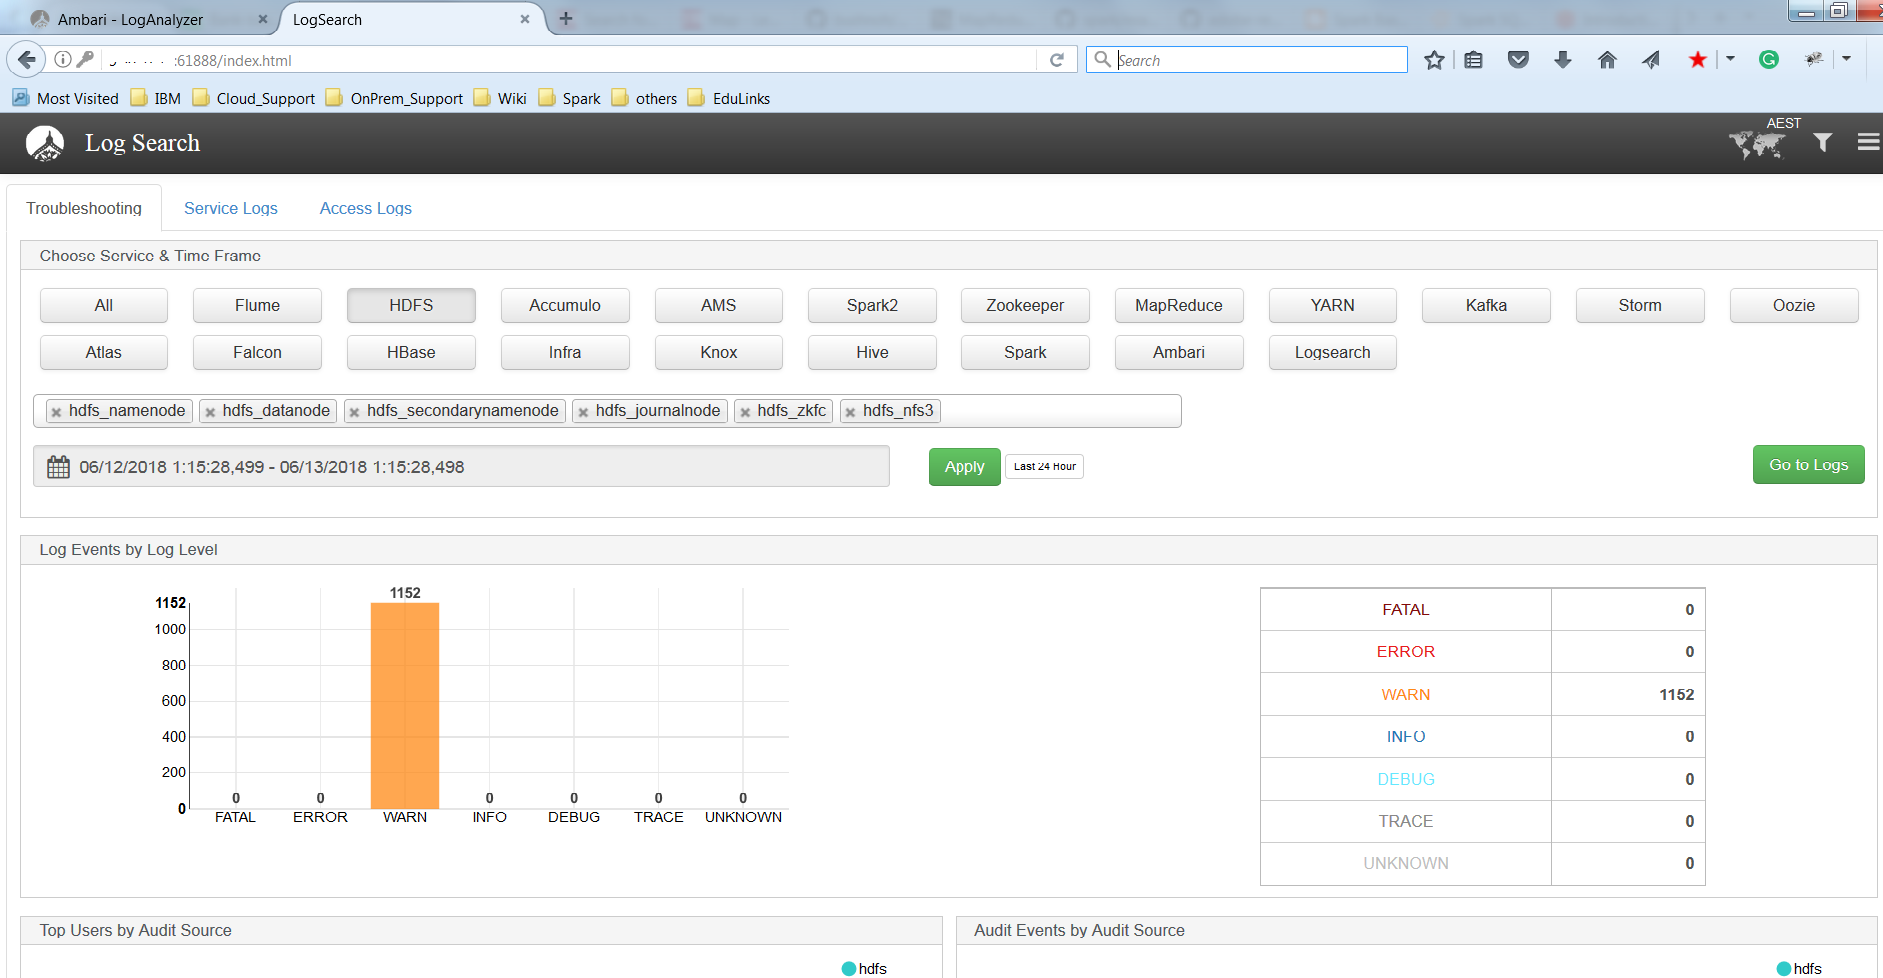 Ambari - LogAnalyzer
LogSearch
:61888/index.html
Search
Most Visited IBM Cloud_Support OnPrem_Support Wiki Spark others EduLinks
Log Search
AEST
Troubleshooting Service Logs Access Logs
Choose Service & Time Frame
All Flume HDFS Accumulo AMS Spark2 Zookeeper MapReduce YARN Kafka Storm Oozie
Atlas Falcon HBase Infra Knox Hive Spark Ambari Logsearch
hdfs_namenode hdfs_datanode hdfs_secondarynamenode hdfs_journalnode hdfs_zkfc hdfs_nfs3
06/12/2018 1:15:28,499 - 06/13/2018 1:15:28,498
Apply
Last 24 Hour
Go to Logs
Log Events by Log Level
1152
1152
1000
800
600
400
200
0
0 0 0 0 0 0
FATAL ERROR WARN INFO DEBUG TRACE UNKNOWN
FATAL 0
ERROR 0
WARN 1152
INFO 0
DEBUG 0
TRACE 0
UNKNOWN 0
Top Users by Audit Source
hdfs
Audit Events by Audit Source
hdfs